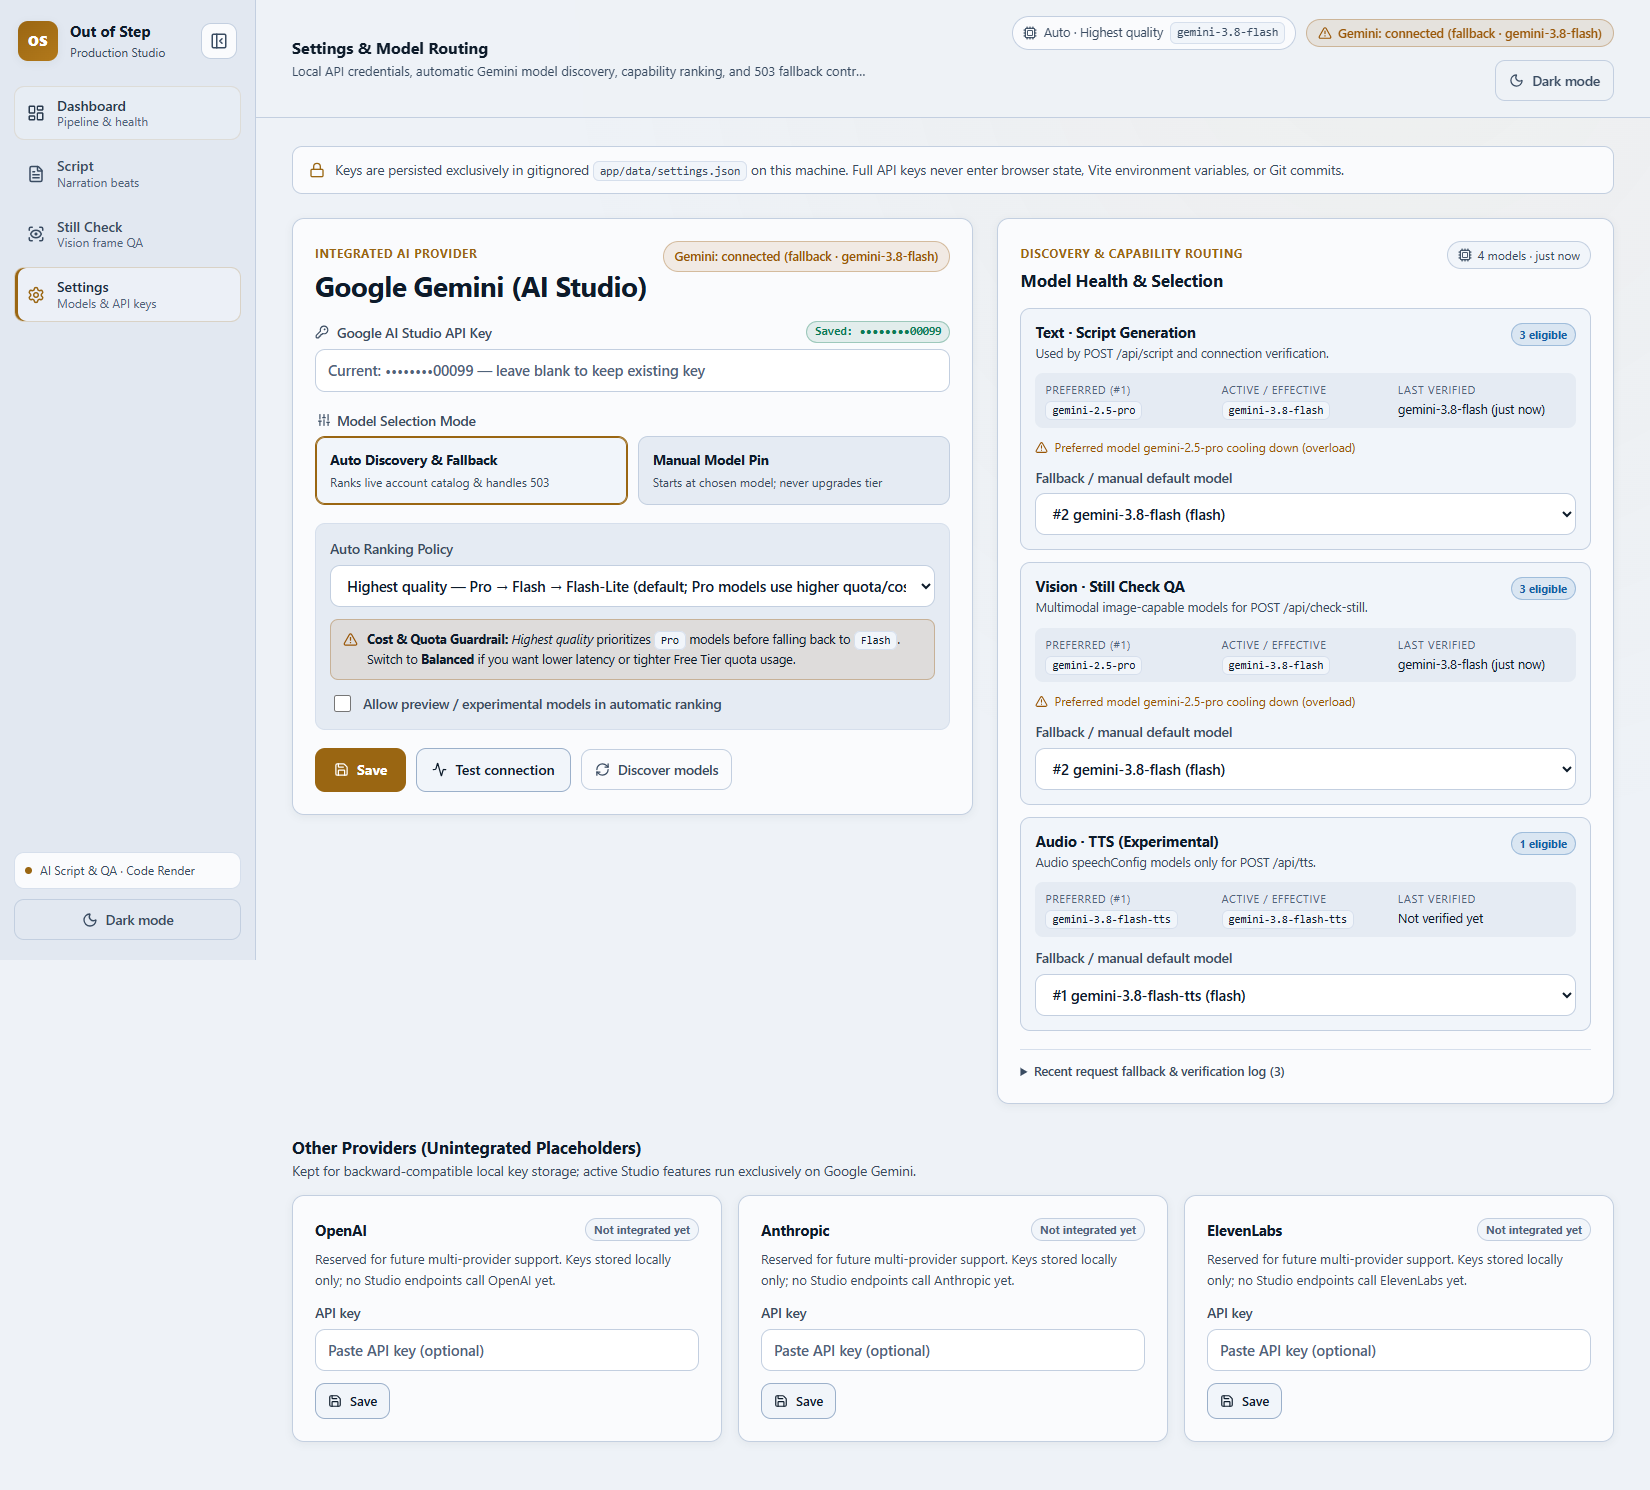 OS
Out of Step
Production Studio
Dashboard
Pipeline & health
Script
Narration beats
Still Check
Vision frame QA
Settings
Models & API keys
AI Script & QA · Code Render
Dark mode
Settings & Model Routing
Local API credentials, automatic Gemini model discovery, capability ranking, and 503 fallback contr...
Auto · Highest quality gemini-3.8-flash
Gemini: connected (fallback · gemini-3.8-flash)
Dark mode
Keys are persisted exclusively in gitignored app/data/settings.json on this machine. Full API keys never enter browser state, Vite environment variables, or Git commits.
INTEGRATED AI PROVIDER
Gemini: connected (fallback · gemini-3.8-flash)
Google Gemini (AI Studio)
Google AI Studio API Key
Saved: ••••••••00099
Current: ••••••••00099 — leave blank to keep existing key
Model Selection Mode
Auto Discovery & Fallback
Ranks live account catalog & handles 503
Manual Model Pin
Starts at chosen model; never upgrades tier
Auto Ranking Policy
Highest quality — Pro → Flash → Flash-Lite (default; Pro models use higher quota/cos
Cost & Quota Guardrail: Highest quality prioritizes Pro models before falling back to Flash .
Switch to Balanced if you want lower latency or tighter Free Tier quota usage.
Allow preview / experimental models in automatic ranking
Save
Test connection
Discover models
DISCOVERY & CAPABILITY ROUTING
4 models · just now
Model Health & Selection
Text · Script Generation
3 eligible
Used by POST /api/script and connection verification.
PREFERRED (#1)
gemini-2.5-pro
ACTIVE / EFFECTIVE
gemini-3.8-flash
LAST VERIFIED
gemini-3.8-flash (just now)
Preferred model gemini-2.5-pro cooling down (overload)
Fallback / manual default model
#2 gemini-3.8-flash (flash)
Vision · Still Check QA
3 eligible
Multimodal image-capable models for POST /api/check-still.
PREFERRED (#1)
gemini-2.5-pro
ACTIVE / EFFECTIVE
gemini-3.8-flash
LAST VERIFIED
gemini-3.8-flash (just now)
Preferred model gemini-2.5-pro cooling down (overload)
Fallback / manual default model
#2 gemini-3.8-flash (flash)
Audio · TTS (Experimental)
1 eligible
Audio speechConfig models only for POST /api/tts.
PREFERRED (#1)
gemini-3.8-flash-tts
ACTIVE / EFFECTIVE
gemini-3.8-flash-tts
LAST VERIFIED
Not verified yet
Fallback / manual default model
#1 gemini-3.8-flash-tts (flash)
Recent request fallback & verification log (3)
Other Providers (Unintegrated Placeholders)
Kept for backward-compatible local key storage; active Studio features run exclusively on Google Gemini.
OpenAI
Not integrated yet
Reserved for future multi-provider support. Keys stored locally
only; no Studio endpoints call OpenAI yet.
API key
Paste API key (optional)
Save
Anthropic
Not integrated yet
Reserved for future multi-provider support. Keys stored locally
only; no Studio endpoints call Anthropic yet.
API key
Paste API key (optional)
Save
ElevenLabs
Not integrated yet
Reserved for future multi-provider support. Keys stored locally
only; no Studio endpoints call ElevenLabs yet.
API key
Paste API key (optional)
Save